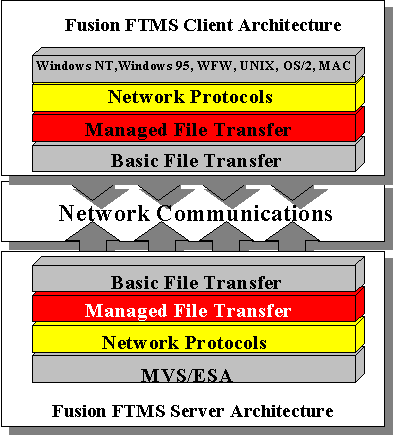 Fusion FTMS Client Architecture
Windows NT,Windows 95, WFW, UNIX, OS/2, MAC
Network Protocols
Managed File Transfer
Basic File Transfer
Network Communications
Basic File Transfer
Managed File Transfer
Network Protocols
MVS/ESA
Fusion FTMS Server Architecture